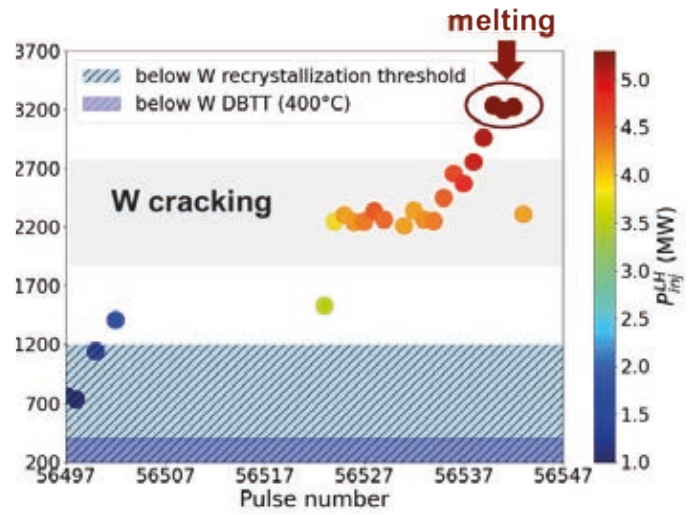 melting
3700
3200
2700
2200
1700
1200
700
200
below W recrystallization threshold
below W DBTT (400°C)
W cracking
56497 56507 56517 56527 56537 56547
Pulse number
5.0
4.5
4.0
3.5
3.0
2.5
2.0
1.5
1.0
P_inj^LH (MW)